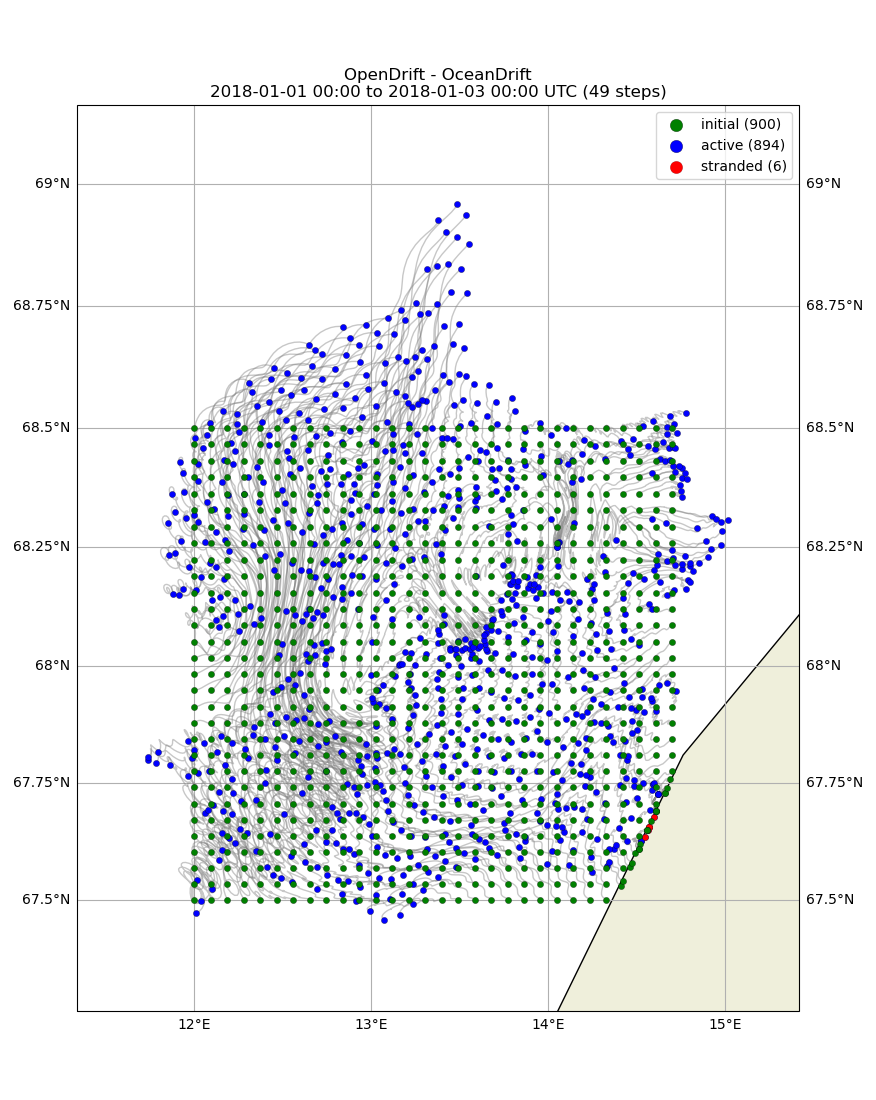 OpenDrift - OceanDrift
2018-01-01 00:00 to 2018-01-03 00:00 UTC (49 steps)
initial (900)
active (894)
stranded (6)
69°N 69°N
68.75°N 68.75°N
68.5°N 68.5°N
68.25°N 68.25°N
68°N 68°N
67.75°N 67.75°N
67.5°N 67.5°N
12°E 13°E 14°E 15°E